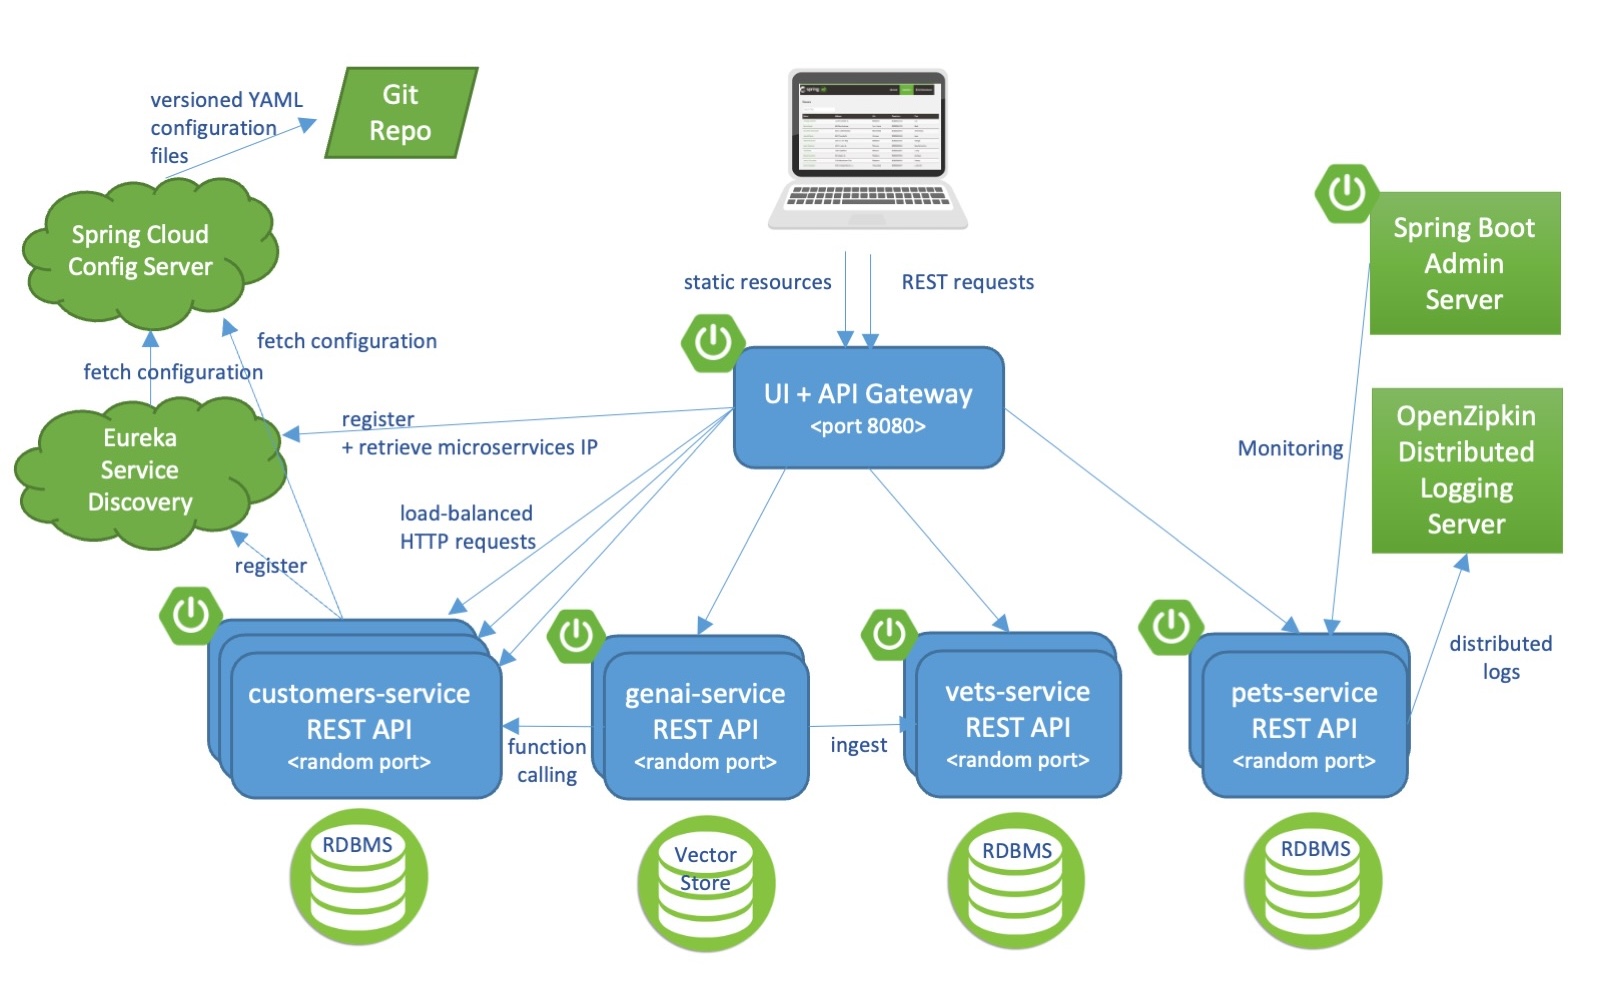 versioned YAML
configuration
files
Git
Repo
Spring Cloud
Config Server
fetch configuration
fetch configuration
Eureka
Service
Discovery
register
+ retrieve microserrvices IP
static resources
REST requests
UI + API Gateway
<port 8080>
Spring Boot
Admin
Server
Monitoring
OpenZipkin
Distributed
Logging
Server
load-balanced
HTTP requests
register
distributed
logs
customers-service
REST API
<random port>
function
calling
genai-service
REST API
<random port>
ingest
vets-service
REST API
<random port>
pets-service
REST API
<random port>
RDBMS
Vector
Store
RDBMS
RDBMS